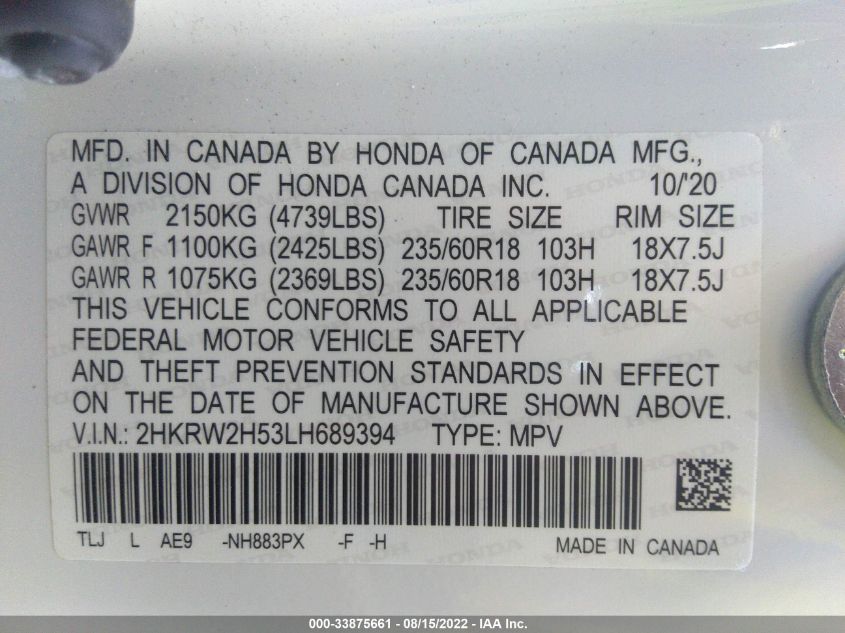 MFD. IN CANADA BY HONDA OF CANADA MFG.,
A DIVISION OF HONDA CANADA INC. 10/'20
GVWR 2150KG (4739LBS) TIRE SIZE RIM SIZE
GAWR F 1100KG (2425LBS) 235/60R18 103H 18X7.5J
GAWR R 1075KG (2369LBS) 235/60R18 103H 18X7.5J
THIS VEHICLE CONFORMS TO ALL APPLICABLE
FEDERAL MOTOR VEHICLE SAFETY
AND THEFT PREVENTION STANDARDS IN EFFECT
ON THE DATE OF MANUFACTURE SHOWN ABOVE.
V.I.N.: 2HKRW2H53LH689394 TYPE: MPV
TLJ L AE9 -NH883PX -F -H MADE IN CANADA
000-33875661 - 08/15/2022 - IAA Inc.